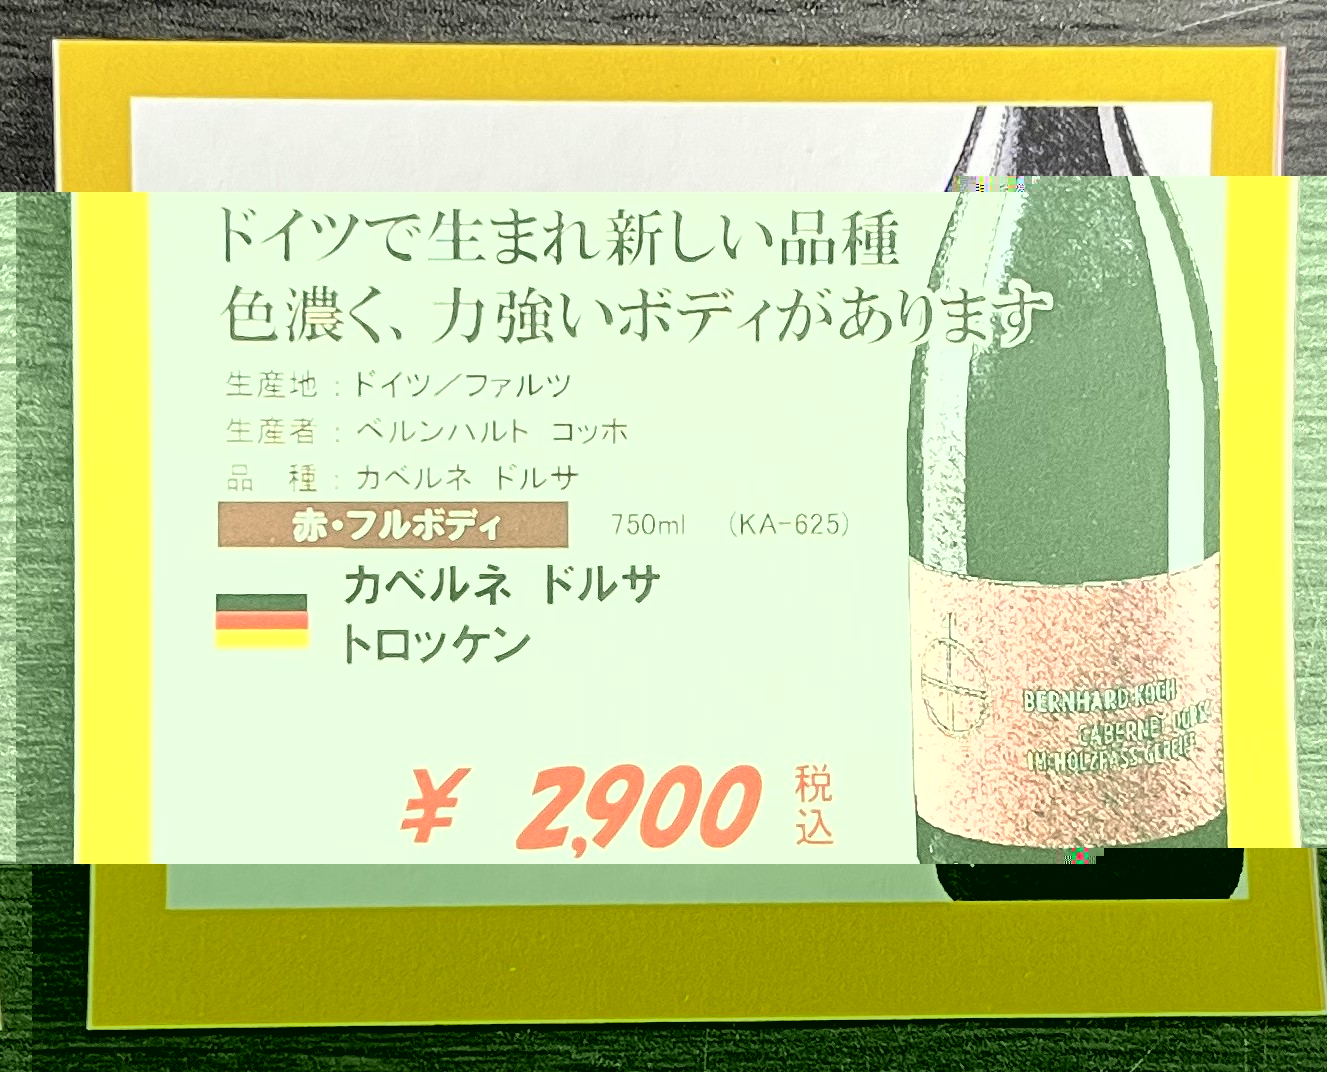 ドイツで生まれ新しい品種
色濃く、力強いボディがあります
生産地：ドイツ／ファルツ
生産者：ベルンハルト コッホ
品　種：カベルネ ドルサ
赤・フルボディ 750ml （KA-625）
カベルネ ドルサ
トロッケン
¥ 2,900 税込
BERNHARD KOCH
CABERNET
IM HOLZFASS